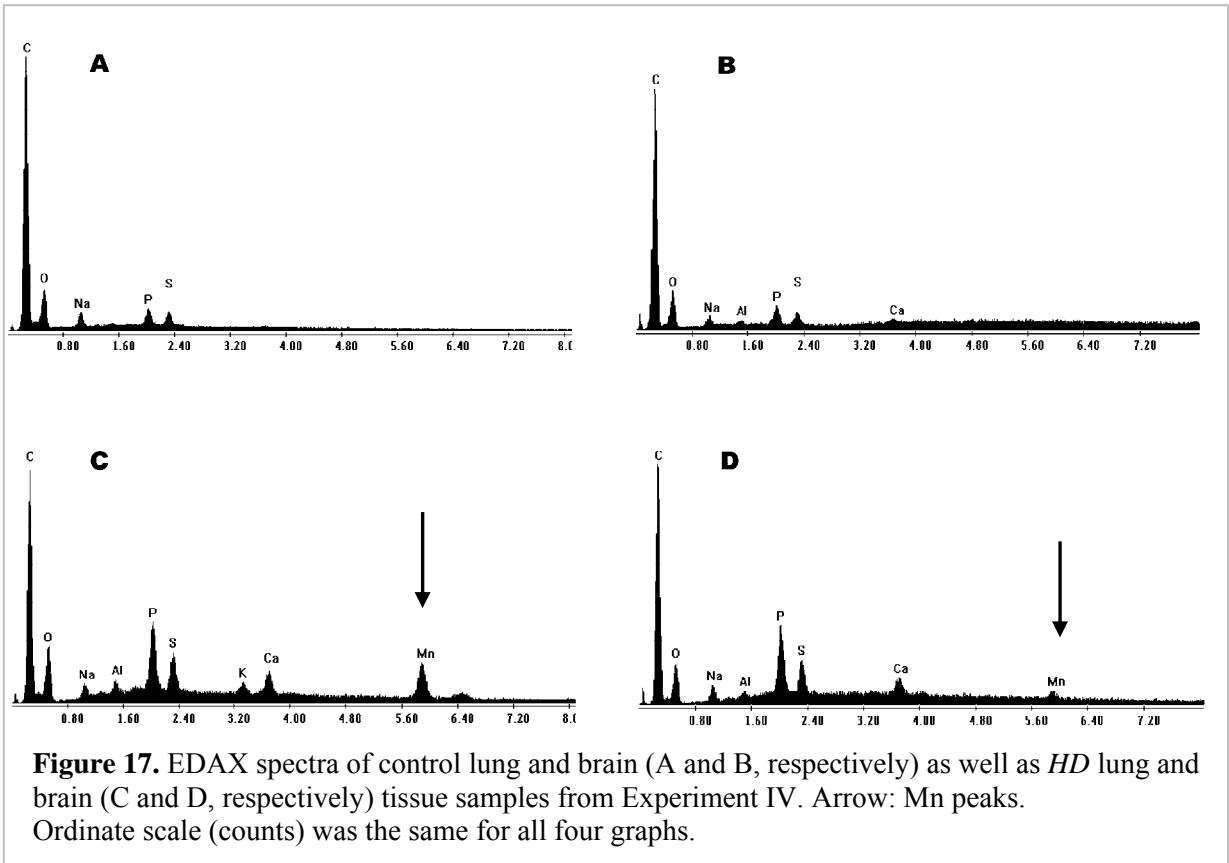 A
C
O
Na
P
S
0.80 1.60 2.40 3.20 4.00 4.80 5.60 6.40 7.20 8.0
B
C
O
Na
Al
P
S
Ca
0.80 1.60 2.40 3.20 4.00 4.80 5.60 6.40 7.20
C
C
O
Na
Al
P
S
K
Ca
Mn
0.80 1.60 2.40 3.20 4.00 4.80 5.60 6.40 7.20 8.0
D
C
O
Na
Al
P
S
Ca
Mn
0.80 1.60 2.40 3.20 4.00 4.80 5.60 6.40 7.20
Figure 17. EDAX spectra of control lung and brain (A and B, respectively) as well as HD lung and
brain (C and D, respectively) tissue samples from Experiment IV. Arrow: Mn peaks.
Ordinate scale (counts) was the same for all four graphs.